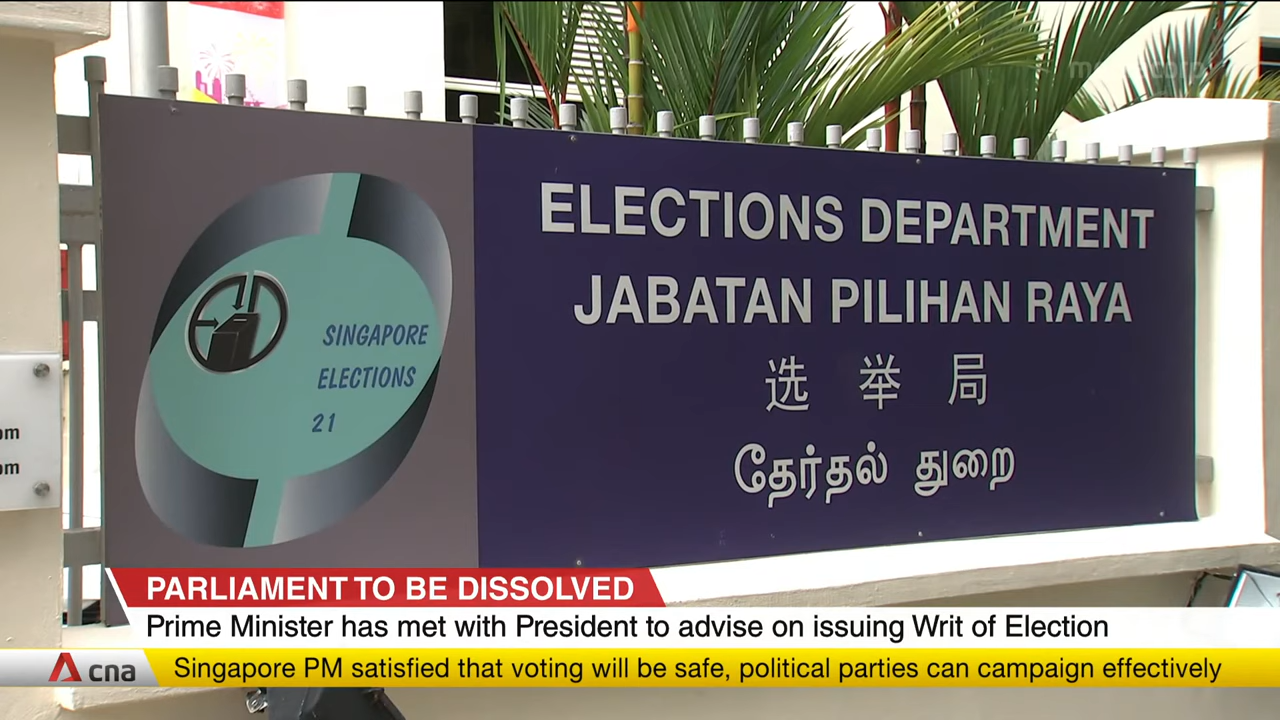 ELECTIONS DEPARTMENT
JABATAN PILIHAN RAYA
选 举 局
தேர்தல் துறை
SINGAPORE
ELECTIONS
21
pm
pm
PARLIAMENT TO BE DISSOLVED
Prime Minister has met with President to advise on issuing Writ of Election
cna
Singapore PM satisfied that voting will be safe, political parties can campaign effectively